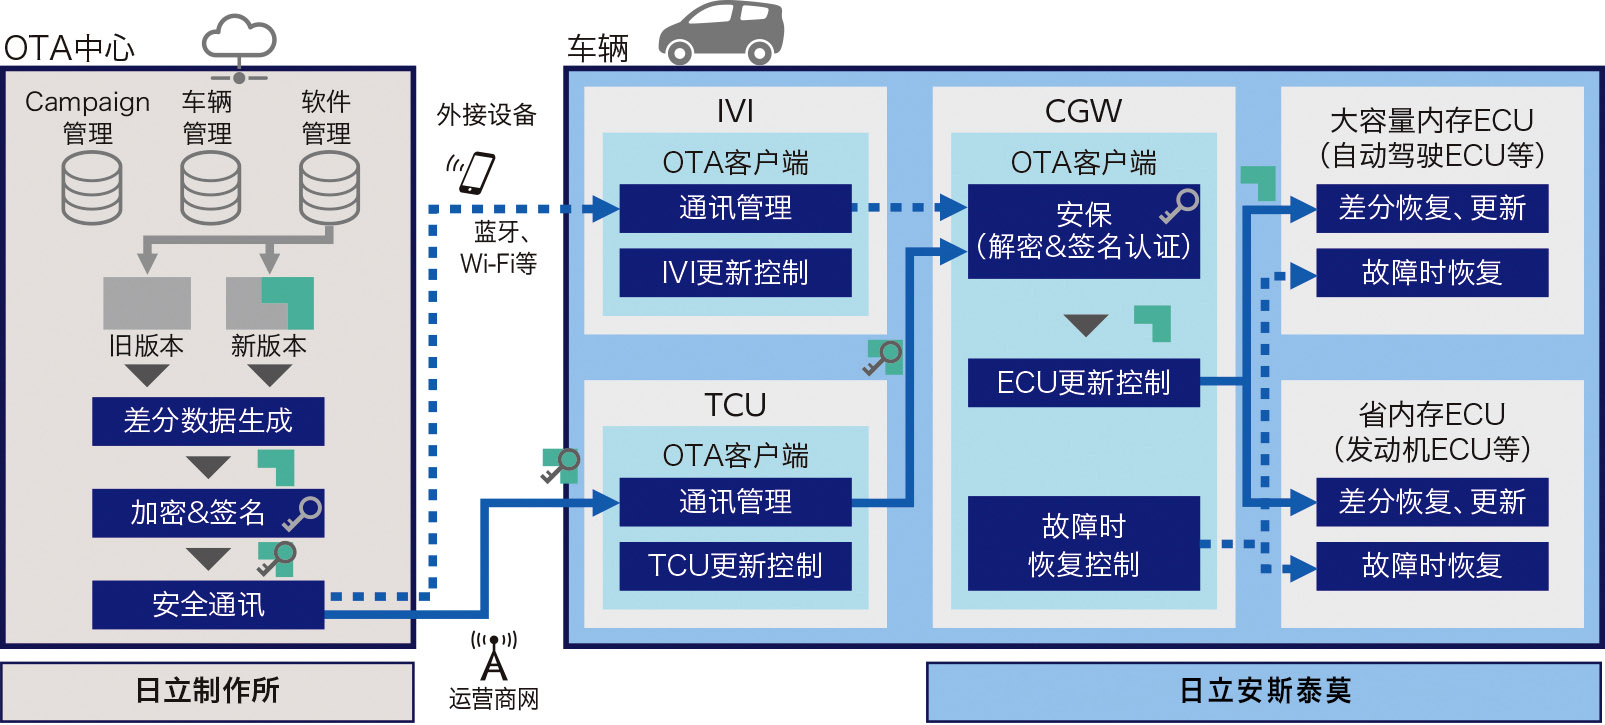 OTA中心
Campaign
管理
车辆
管理
软件
管理
旧版本
新版本
差分数据生成
加密&签名
安全通讯
日立制作所
外接设备
蓝牙、
Wi-Fi等
运营商网
车辆
IVI
OTA客户端
通讯管理
IVI更新控制
TCU
OTA客户端
通讯管理
TCU更新控制
CGW
OTA客户端
安保
（解密&签名认证）
ECU更新控制
故障时
恢复控制
大容量内存ECU
（自动驾驶ECU等）
差分恢复、更新
故障时恢复
省内存ECU
（发动机ECU等）
差分恢复、更新
故障时恢复
日立安斯泰莫